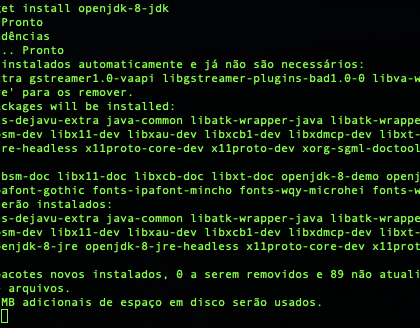 get install openjdk-8-jdk
Pronto
dências
... Pronto
instalados automaticamente e já não são necessários:
tra gstreamer1.0-vaapi libgstreamer-plugins-bad1.0-0 libva-w
e' para os remover.
ackages will be installed:
s-dejavu-extra java-common libatk-wrapper-java libatk-wrappe
sm-dev libx11-dev libxau-dev libxcb1-dev libxdmcp-dev libxt-
re-headless x11proto-core-dev x11proto-dev xorg-sgml-doctool
bsm-doc libx11-doc libxcb-doc libxt-doc openjdk-8-demo openj
afont-gothic fonts-ipafont-mincho fonts-wqy-microhei fonts-w
erão instalados:
s-dejavu-extra java-common libatk-wrapper-java libatk-wrappe
sm-dev libx11-dev libxau-dev libxcb1-dev libxdmcp-dev libxt-
enjdk-8-jre openjdk-8-jre-headless x11proto-core-dev x11prot
acotes novos instalados, 0 a serem removidos e 89 não atuali
arquivos.
MB adicionais de espaço em disco serão usados.